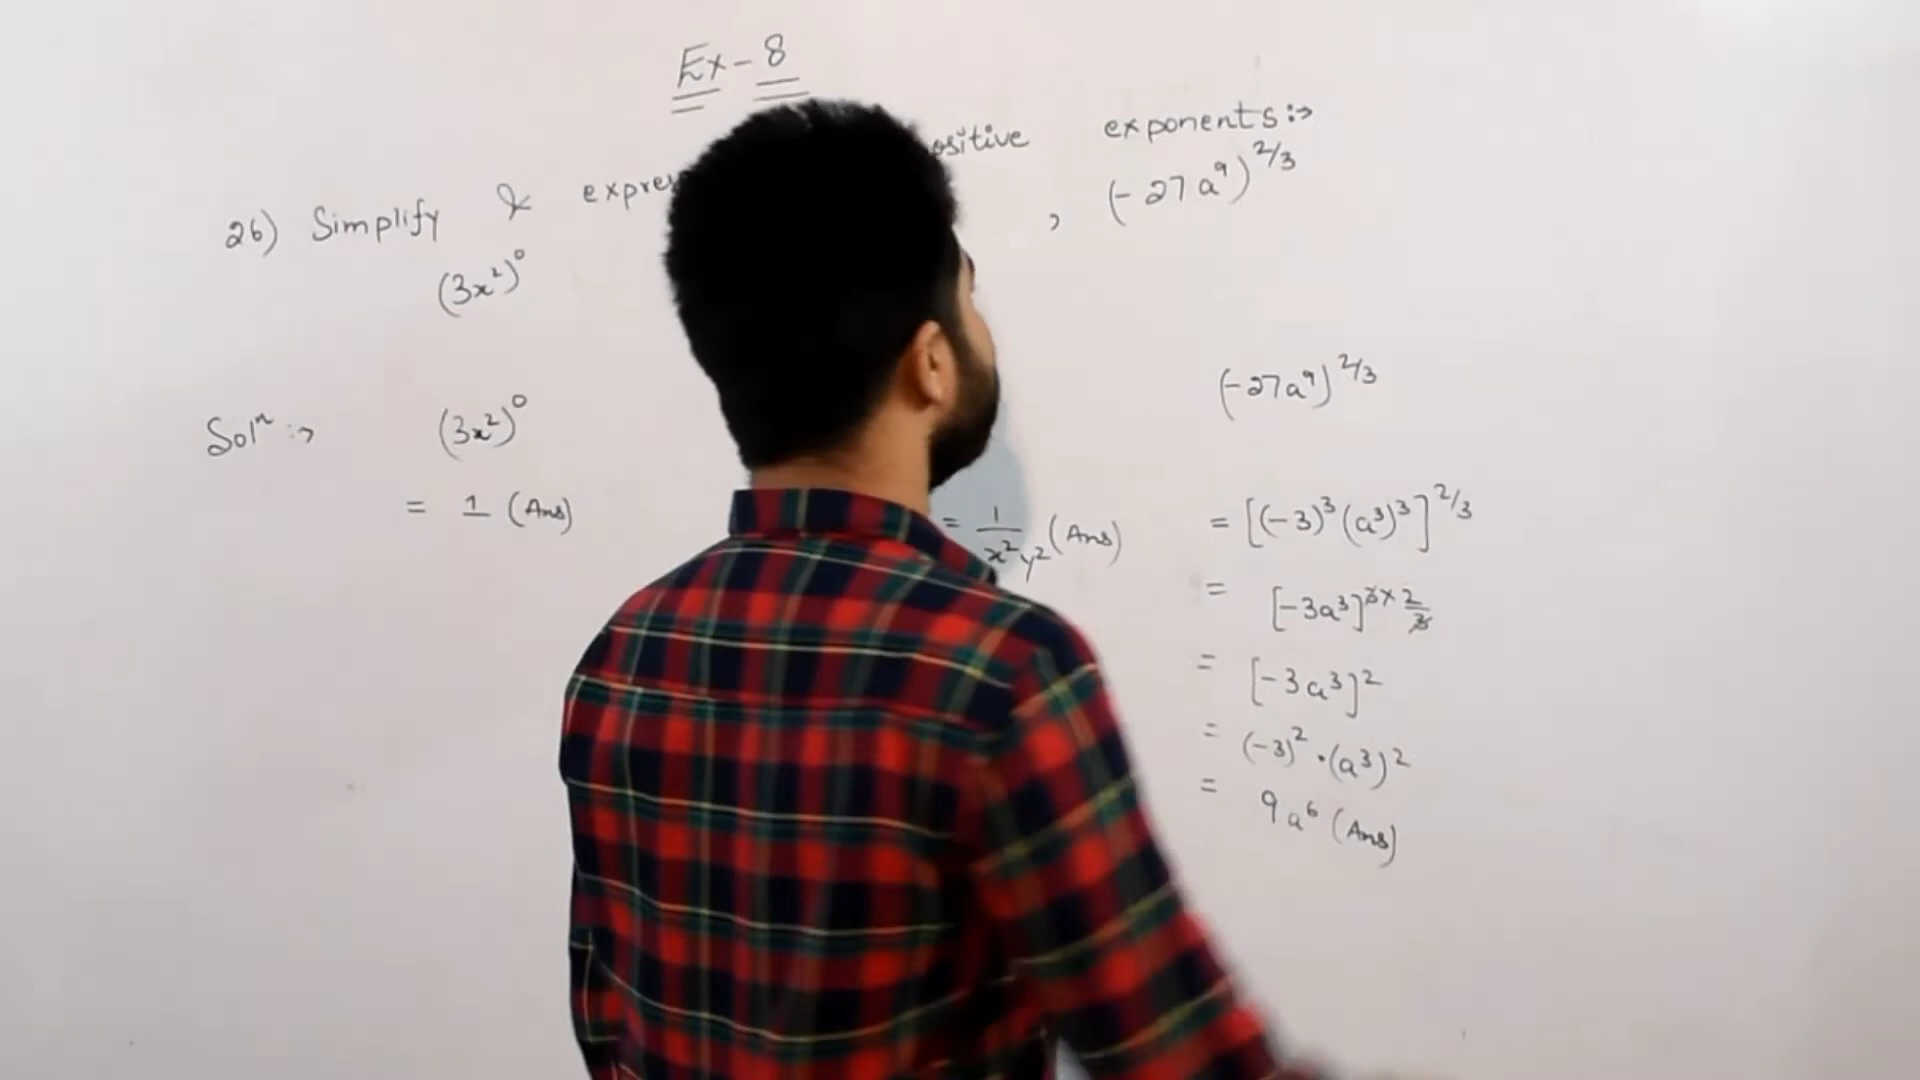 Ex-8
26) Simplify & expres ositive exponents:→
(3x²)⁰ , (-27a⁹)^2/3
Solⁿ:→ (3x²)⁰
= 1 (Ans)
= 1/x²y² (Ans)
(-27a⁹)^2/3
= [(-3)³(a³)³]^2/3
= [-3a³]^3×2/3
= [-3a³]²
= (-3)²·(a³)²
= 9a⁶ (Ans)